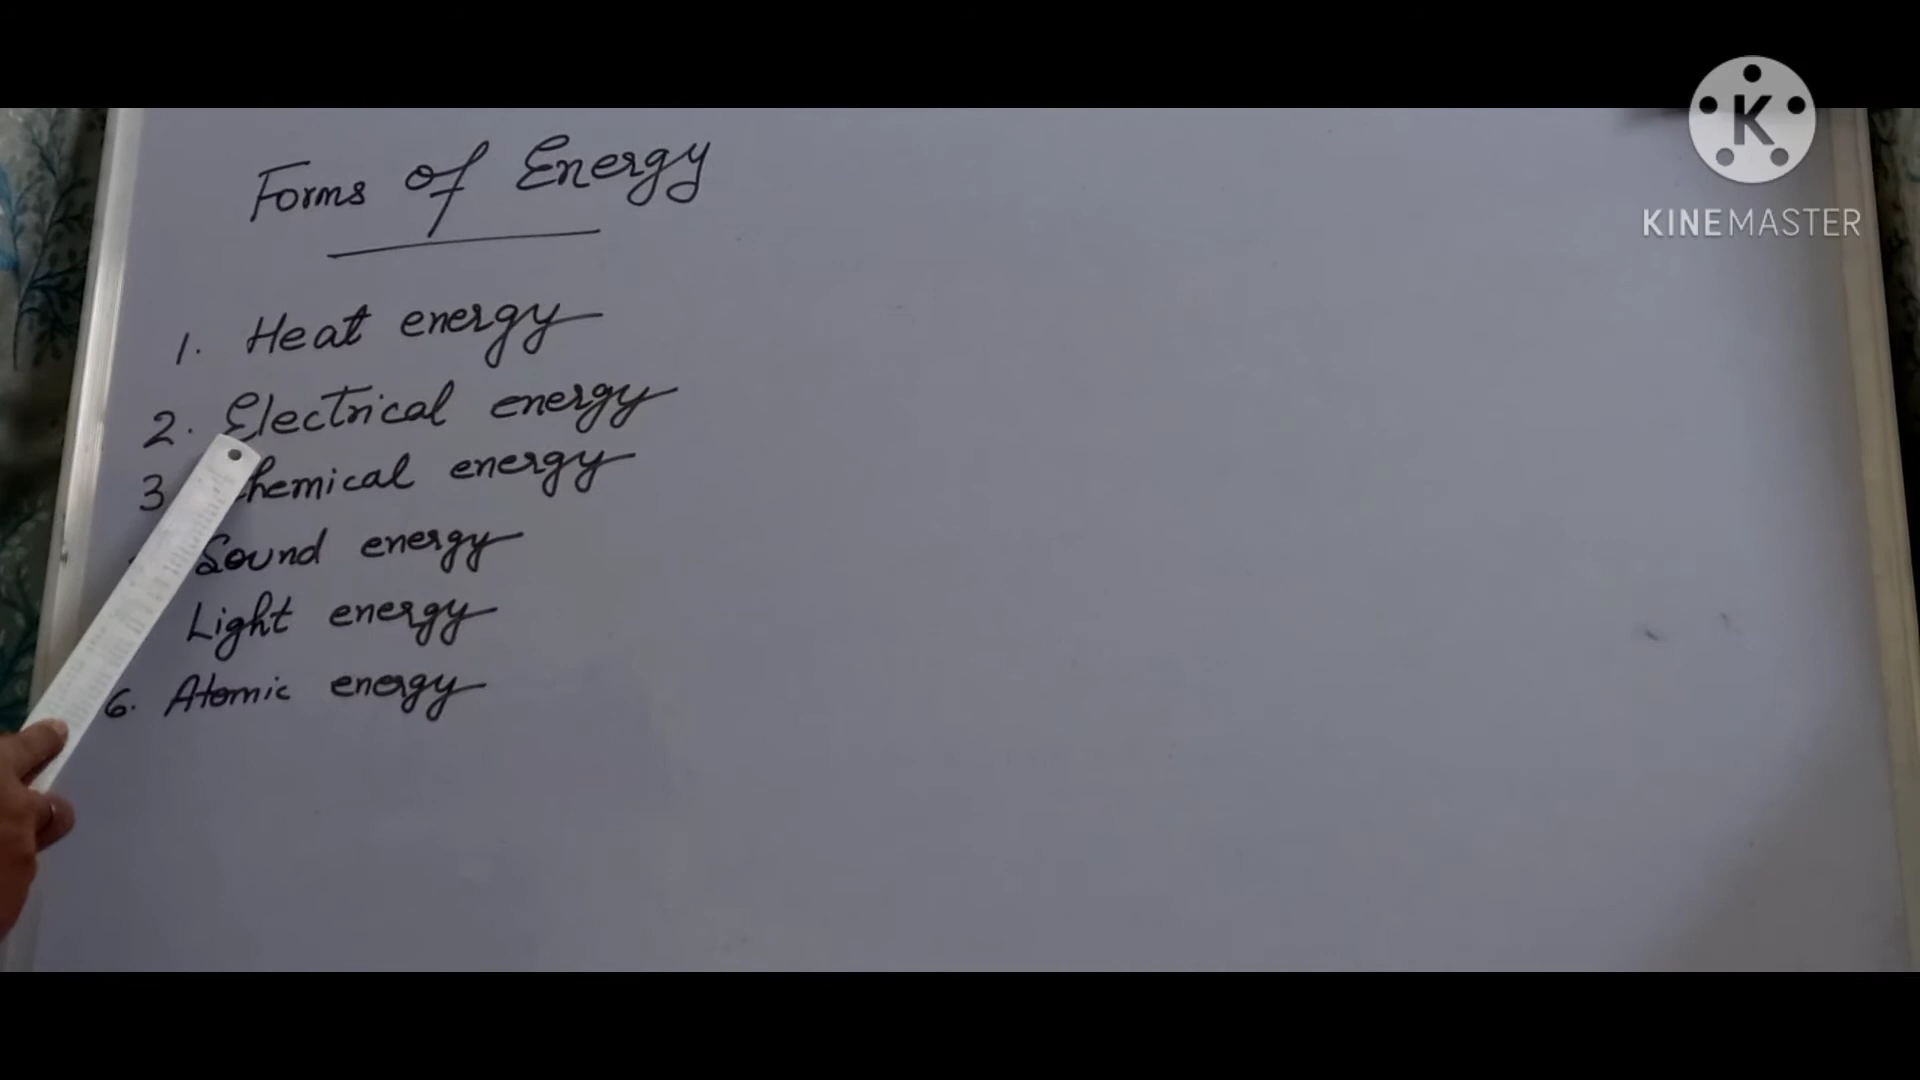 Forms of Energy
1. Heat energy
2. Electrical energy
3 hemical energy
Sound energy
Light energy
6. Atomic energy
K
KINEMASTER